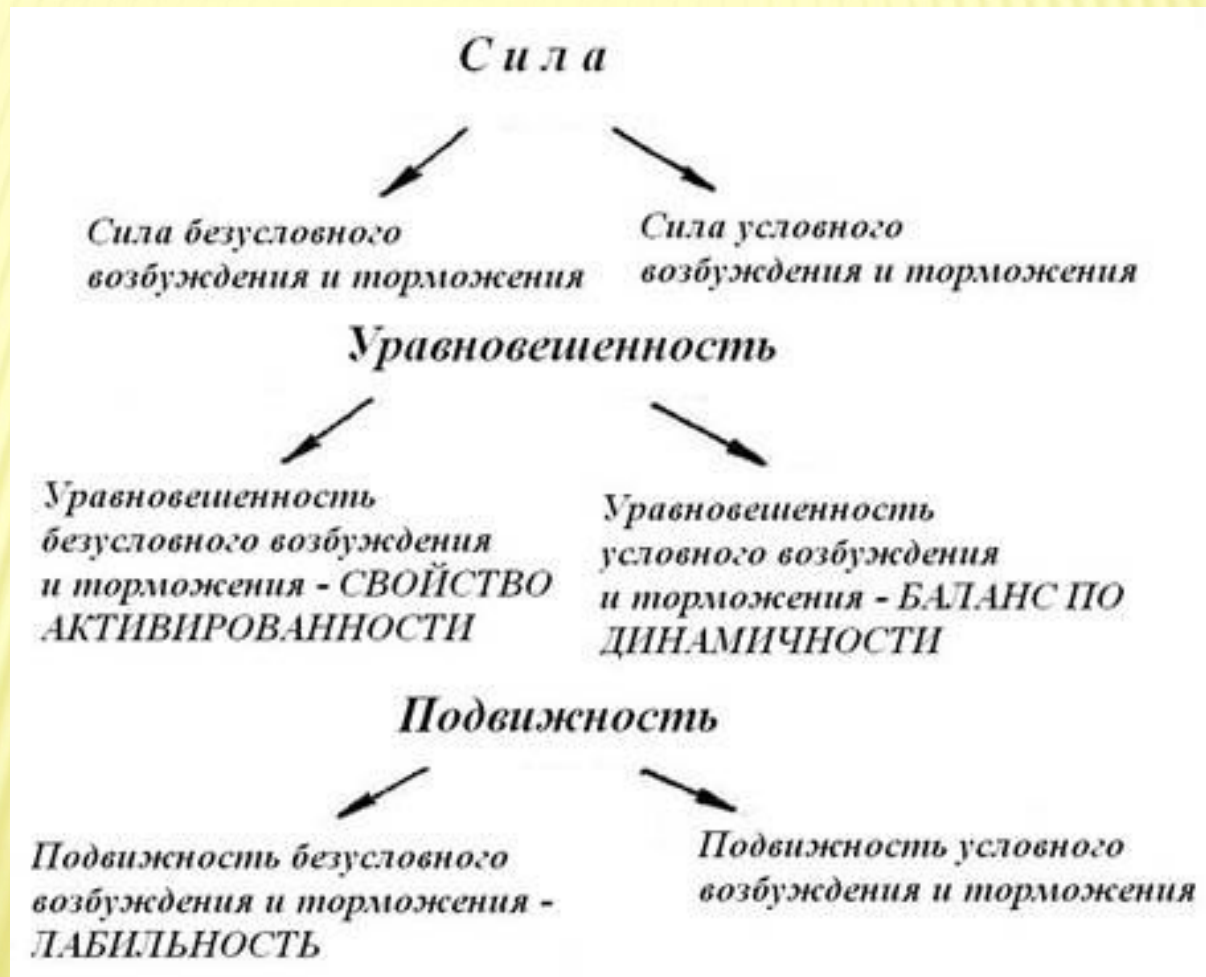 Сила
Сила безусловного
возбуждения и торможения
Сила условного
возбуждения и торможения
Уравновешенность
Уравновешенность
безусловного возбуждения
и торможения - СВОЙСТВО
АКТИВИРОВАННОСТИ
Уравновешенность
условного возбуждения
и торможения - БАЛАНС ПО
ДИНАМИЧНОСТИ
Подвижность
Подвижность безусловного
возбуждения и торможения -
ЛАБИЛЬНОСТЬ
Подвижность условного
возбуждения и торможения